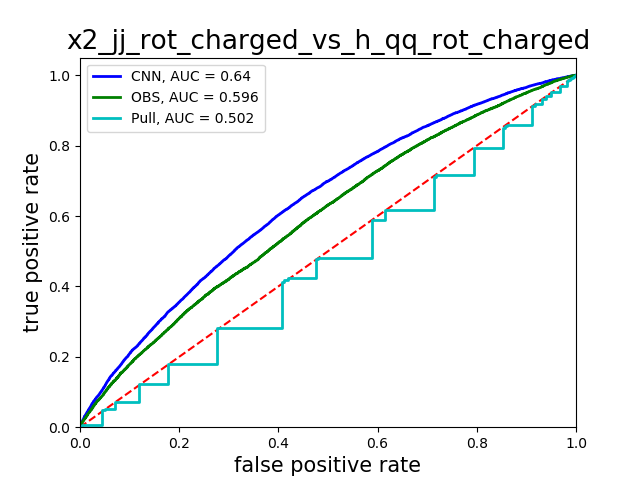 x2_jj_rot_charged_vs_h_qq_rot_charged
CNN, AUC = 0.64
OBS, AUC = 0.596
Pull, AUC = 0.502
true positive rate
1.0
0.8
0.6
0.4
0.2
0.0
0.0 0.2 0.4 0.6 0.8 1.0
false positive rate